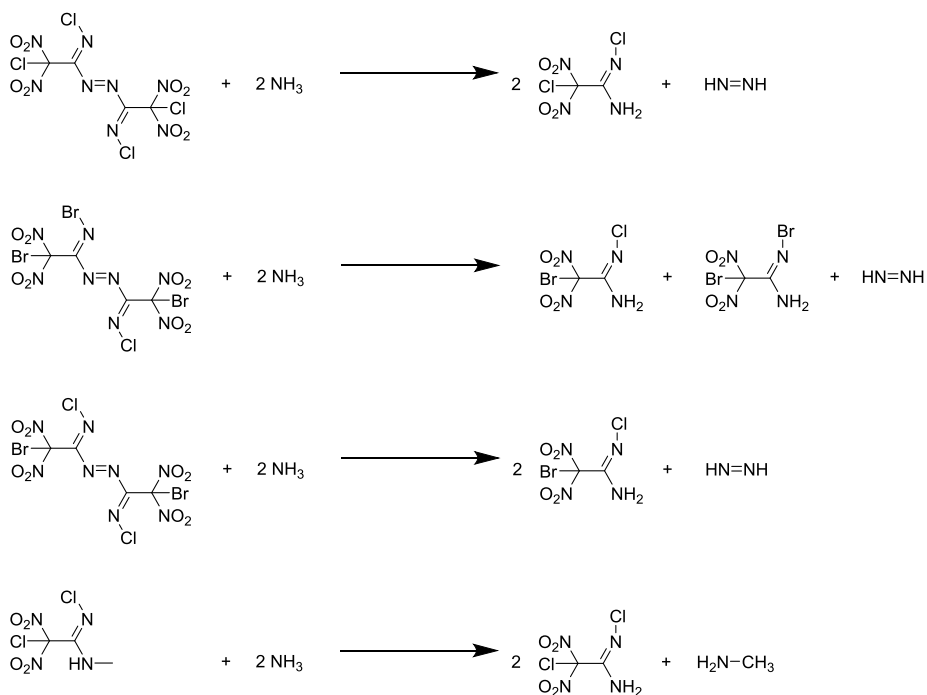 Cl
O₂N N Cl
Cl O₂N N
O₂N N=N NO₂ + 2 NH₃ 2 Cl + HN=NH
Cl O₂N NH₂
N NO₂
Cl
Br
O₂N N Cl Br
Br O₂N N O₂N N
O₂N N=N NO₂ + 2 NH₃ Br + Br + HN=NH
Br O₂N NH₂ O₂N NH₂
N NO₂
Cl
Cl
O₂N N Cl
Br O₂N N
O₂N N=N NO₂ + 2 NH₃ 2 Br + HN=NH
Br O₂N NH₂
N NO₂
Cl
Cl
O₂N N Cl
Cl O₂N N
O₂N HN + 2 NH₃ 2 Cl + H₂N–CH₃
O₂N NH₂